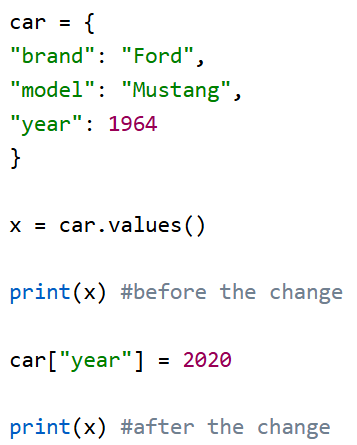 car = {
"brand": "Ford",
"model": "Mustang",
"year": 1964
}
x = car.values()
print(x) #before the change
car["year"] = 2020
print(x) #after the change